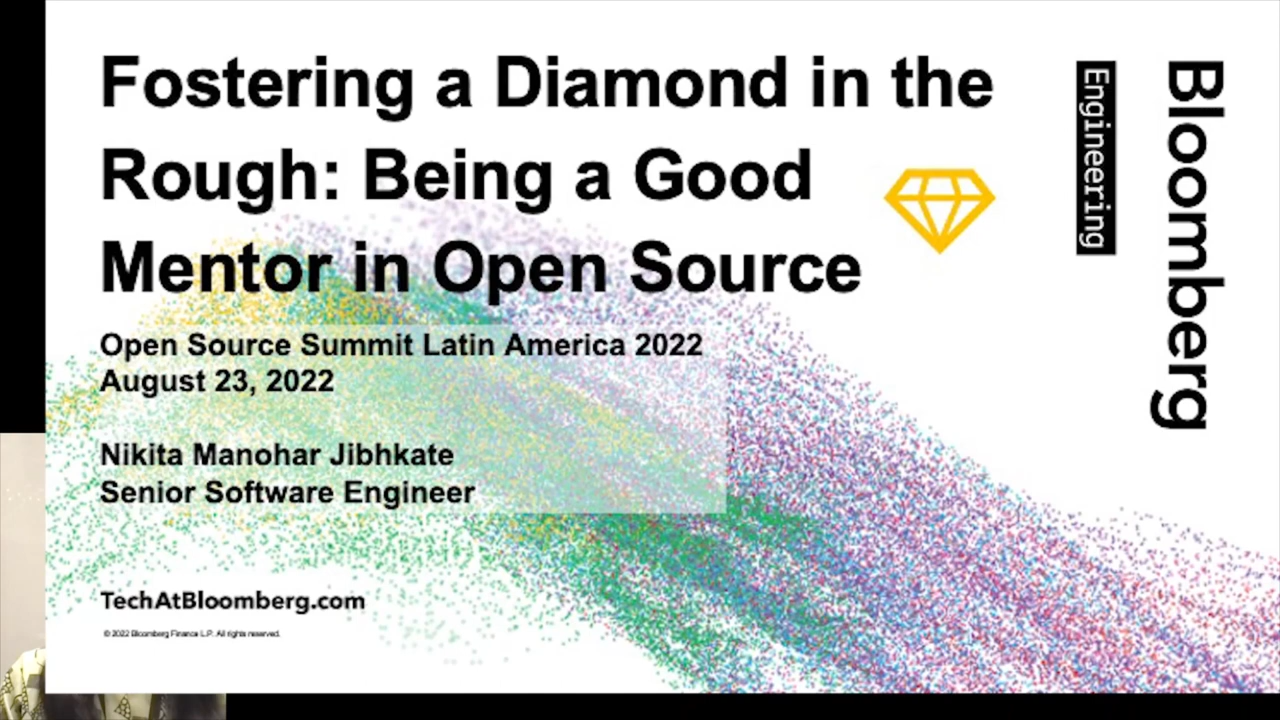 Fostering a Diamond in the
Rough: Being a Good
Mentor in Open Source
Open Source Summit Latin America 2022
August 23, 2022
Nikita Manohar Jibhkate
Senior Software Engineer
TechAtBloomberg.com
© 2022 Bloomberg Finance L.P. All rights reserved.
Engineering
Bloomberg